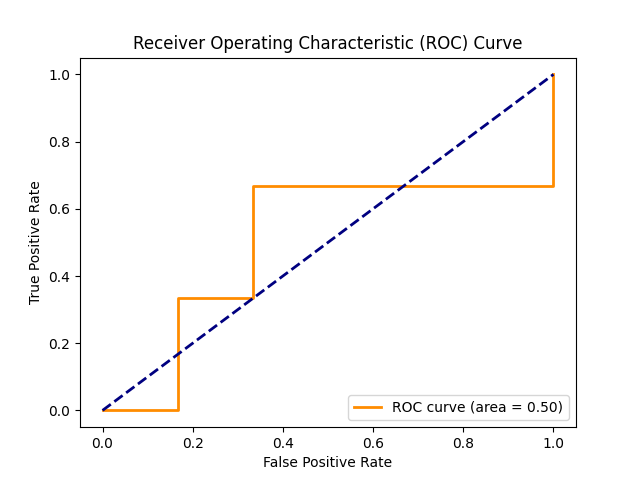 Receiver Operating Characteristic (ROC) Curve
1.0
0.8
0.6
0.4
0.2
0.0
True Positive Rate
ROC curve (area = 0.50)
0.0 0.2 0.4 0.6 0.8 1.0
False Positive Rate